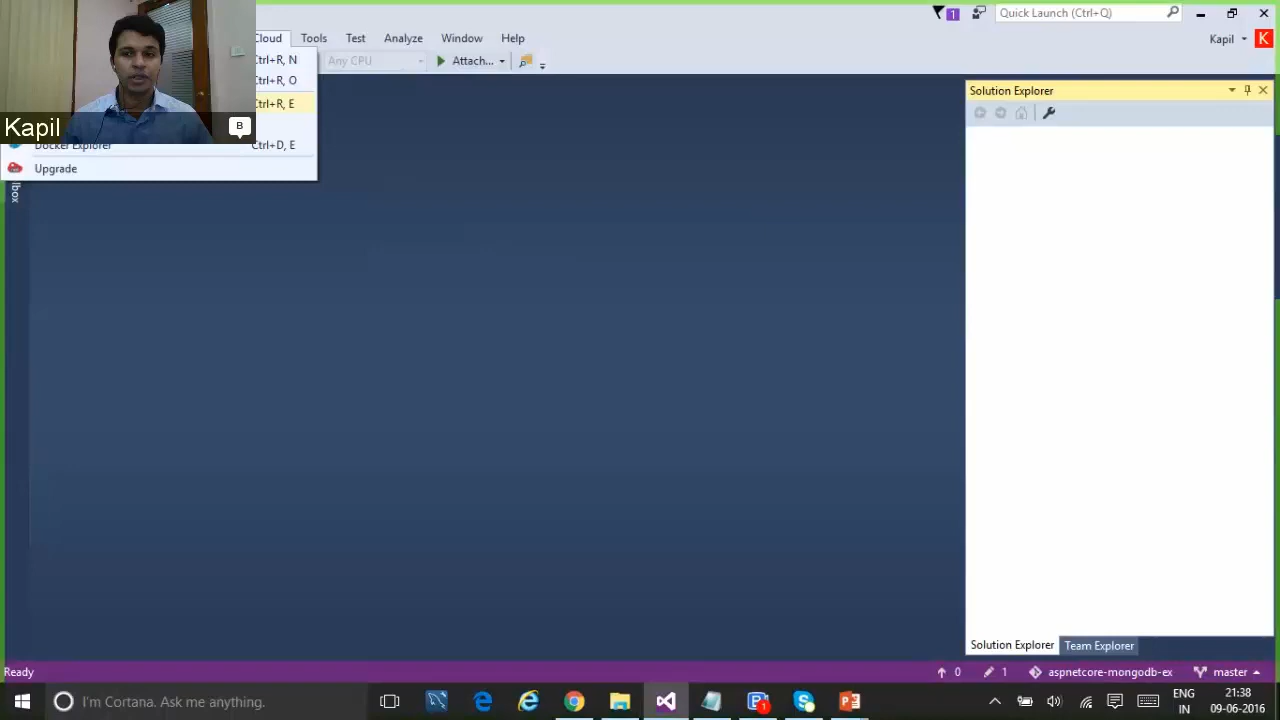 1
Quick Launch (Ctrl+Q)
Cloud Tools Test Analyze Window Help
Kapil K
Ctrl+R, N
Any CPU Attach...
Ctrl+R, O
Ctrl+R, E
Kapil
B
Docker Explorer Ctrl+D, E
Upgrade
Solution Explorer
Solution Explorer Team Explorer
Ready 0 1 aspnetcore-mongodb-ex master
I'm Cortana. Ask me anything.
1
ENG
IN
21:38
09-06-2016